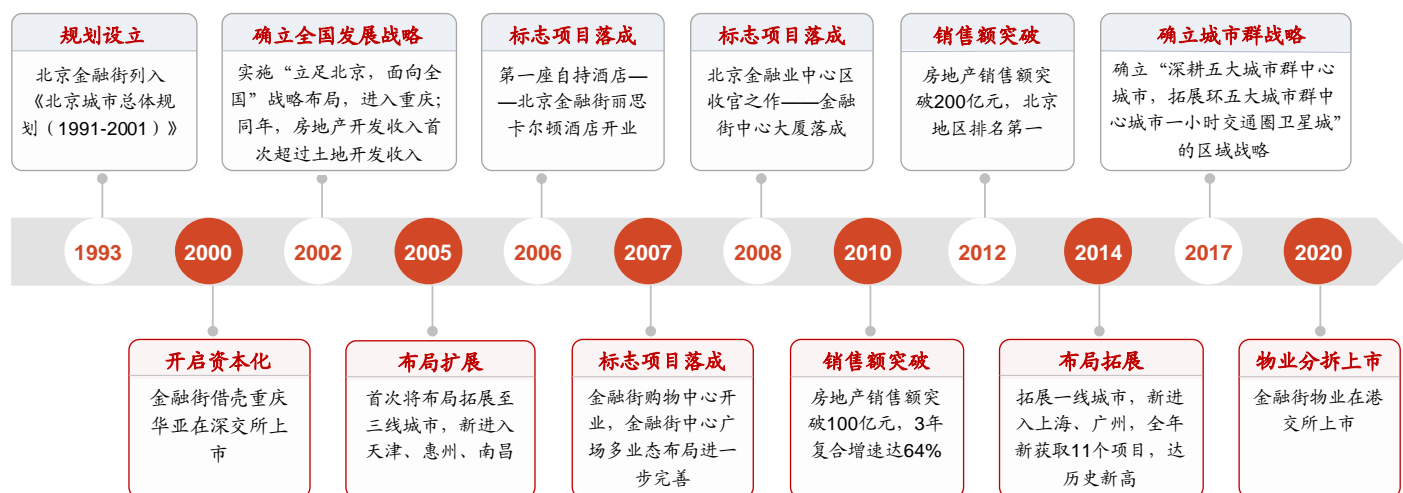 规划设立
北京金融街列入
《北京城市总体规
划（1991-2001）》
确立全国发展战略
实施“立足北京，面向全
国”战略布局，进入重庆；
同年，房地产开发收入首
次超过土地开发收入
标志项目落成
第一座自持酒店—
—北京金融街丽思
卡尔顿酒店开业
标志项目落成
北京金融业中心区
收官之作——金融
街中心大厦落成
销售额突破
房地产销售额突
破200亿元，北京
地区排名第一
确立城市群战略
确立“深耕五大城市群中心
城市，拓展环五大城市群中
心城市一小时交通圈卫星城”
的区域战略
1993
2000
2002
2005
2006
2007
2008
2010
2012
2014
2017
2020
开启资本化
金融街借壳重庆
华亚在深交所上
市
布局扩展
首次将布局拓展至
三线城市，新进入
天津、惠州、南昌
标志项目落成
金融街购物中心开
业，金融街中心广
场多业态布局进一
步完善
销售额突破
房地产销售额突
破100亿元，3年
复合增速达64%
布局拓展
拓展一线城市，新进
入上海、广州，全年
新获取11个项目，达
历史新高
物业分拆上市
金融街物业在港
交所上市